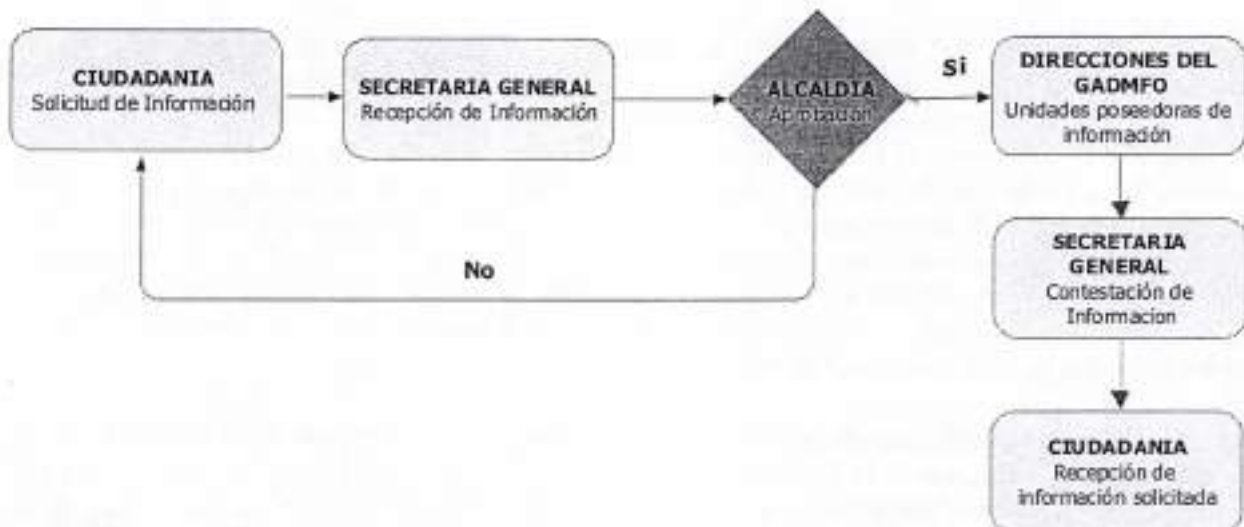 CIUDADANIA
Solicitud de Información
SECRETARIA GENERAL
Recepción de Información
ALCALDIA
Aprobación
Si
DIRECCIONES DEL
GADMFO
Unidades poseedoras de
información
No
SECRETARIA
GENERAL
Contestación de
Informacion
CIUDADANIA
Recepción de
información solicitada